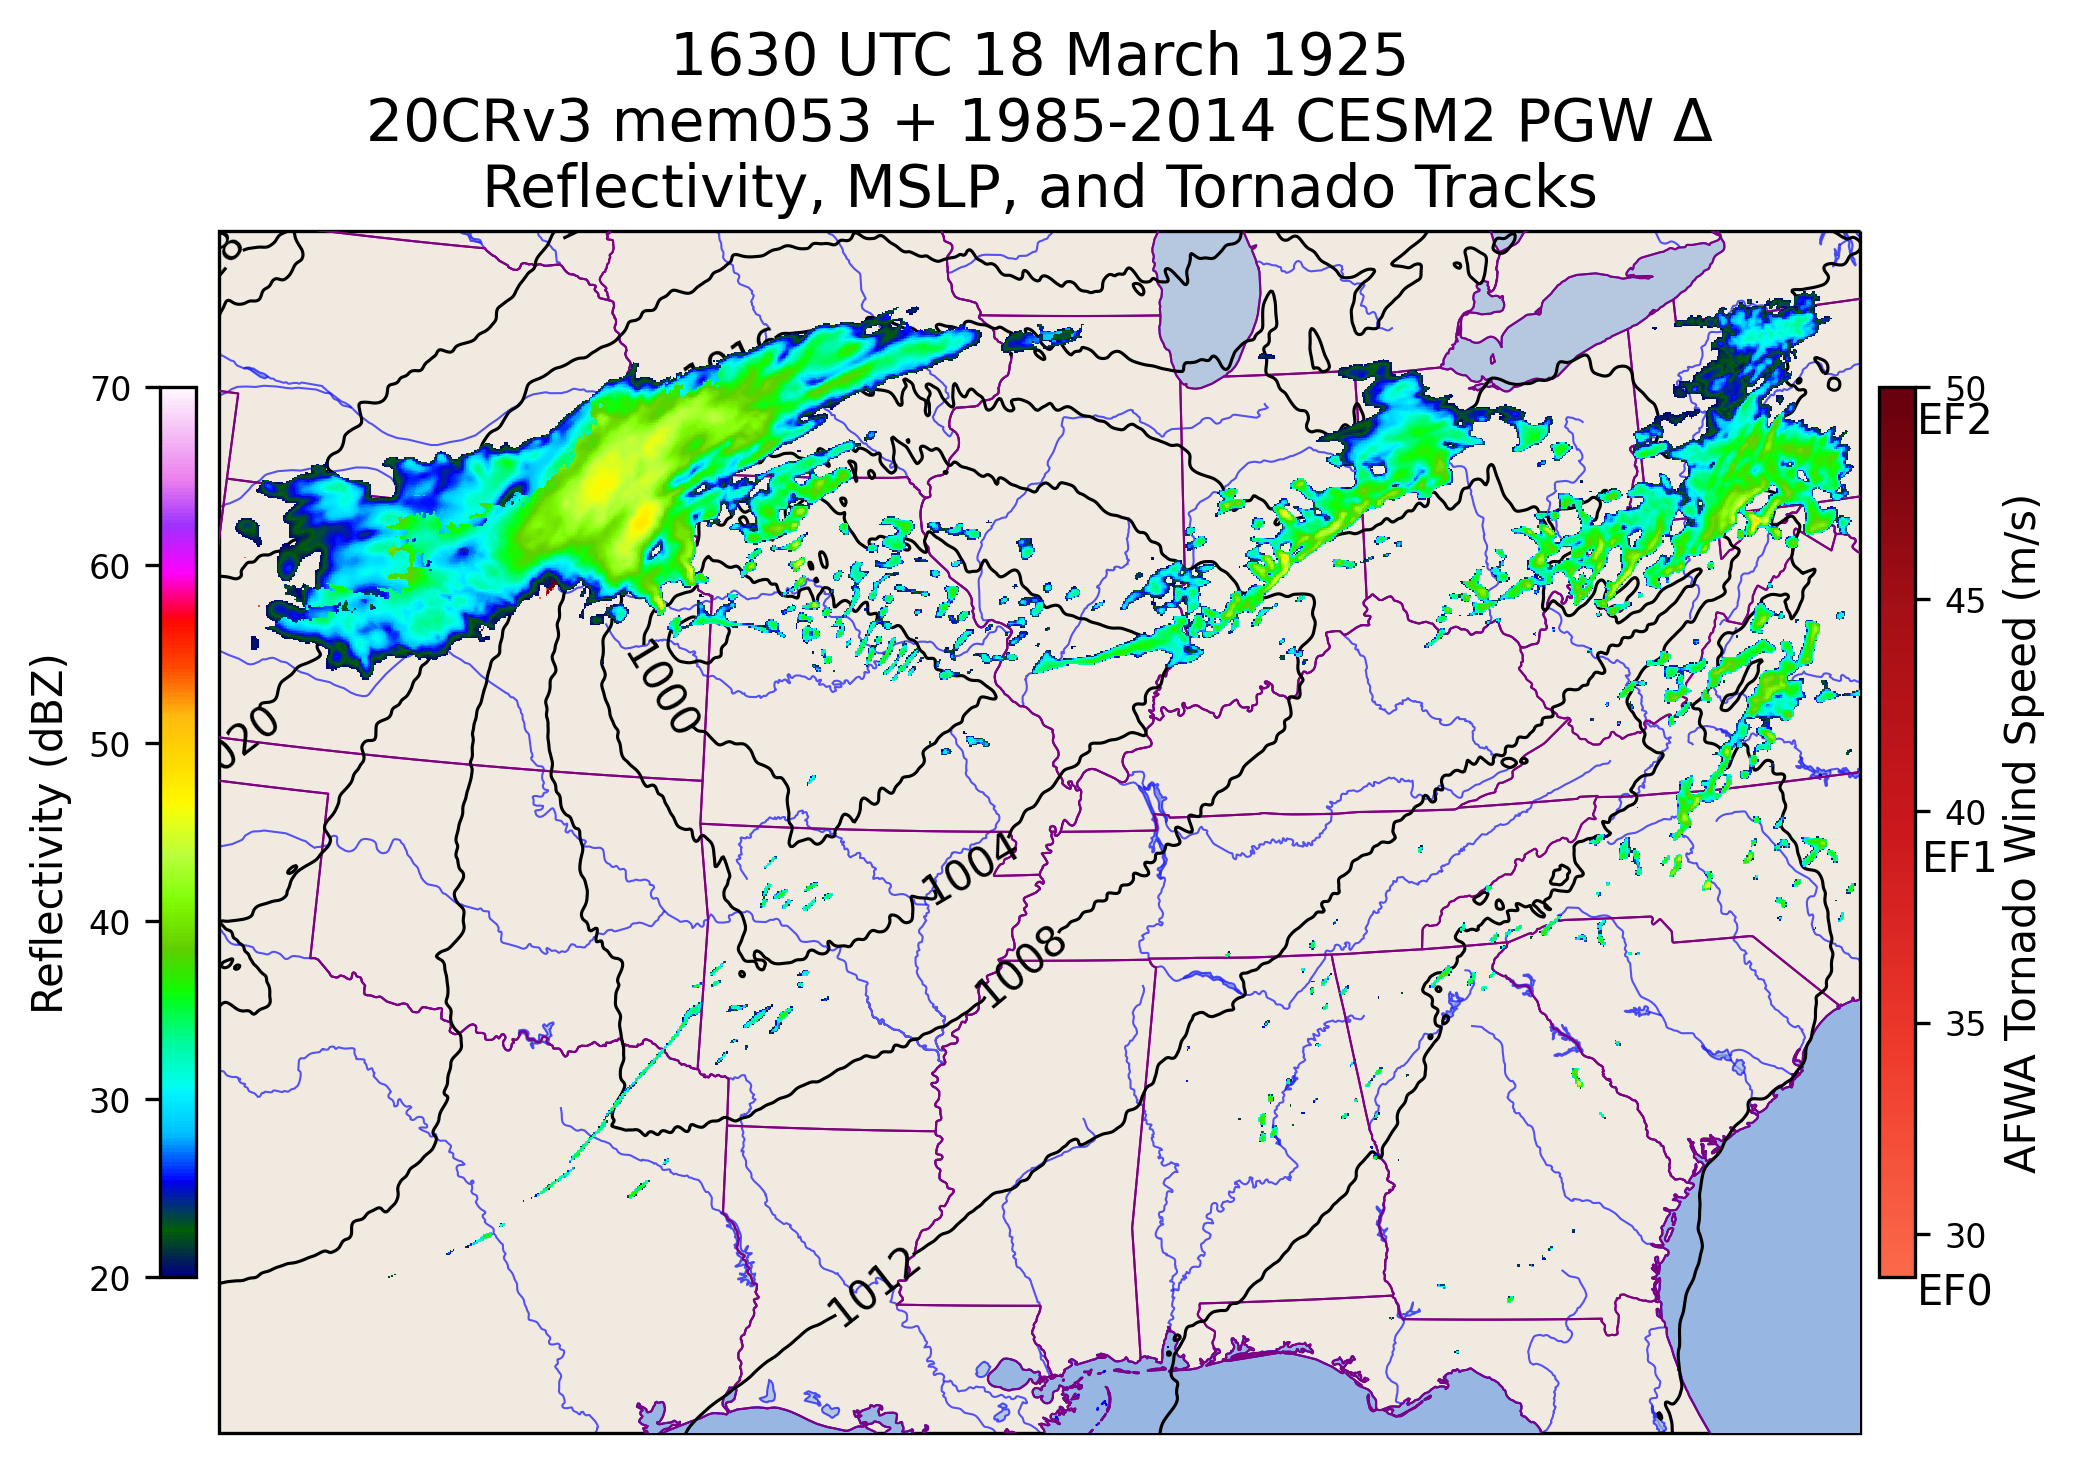 1630 UTC 18 March 1925
20CRv3 mem053 + 1985-2014 CESM2 PGW Δ
Reflectivity, MSLP, and Tornado Tracks
70
60
50
40
30
20
Reflectivity (dBZ)
8
1016
020
1000
1004
1008
1012
50
EF2
45
40
EF1
35
30
EF0
AFWA Tornado Wind Speed (m/s)